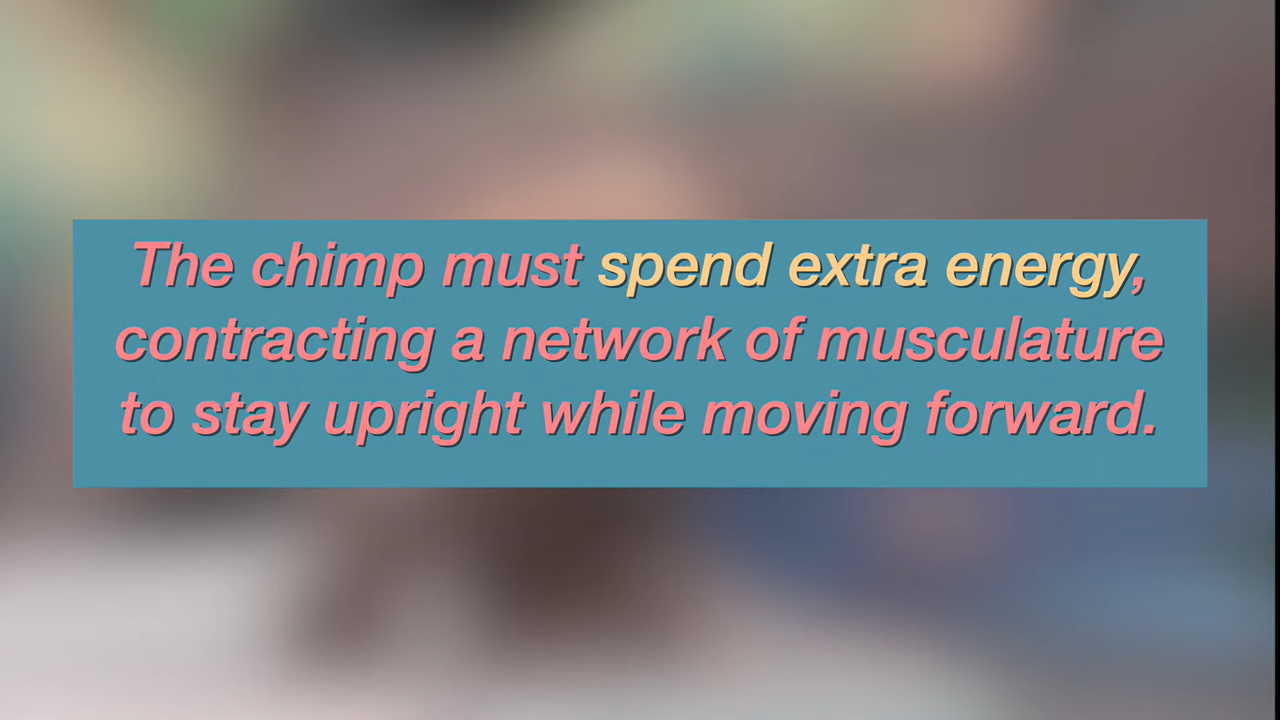 The chimp must spend extra energy,
contracting a network of musculature
to stay upright while moving forward.